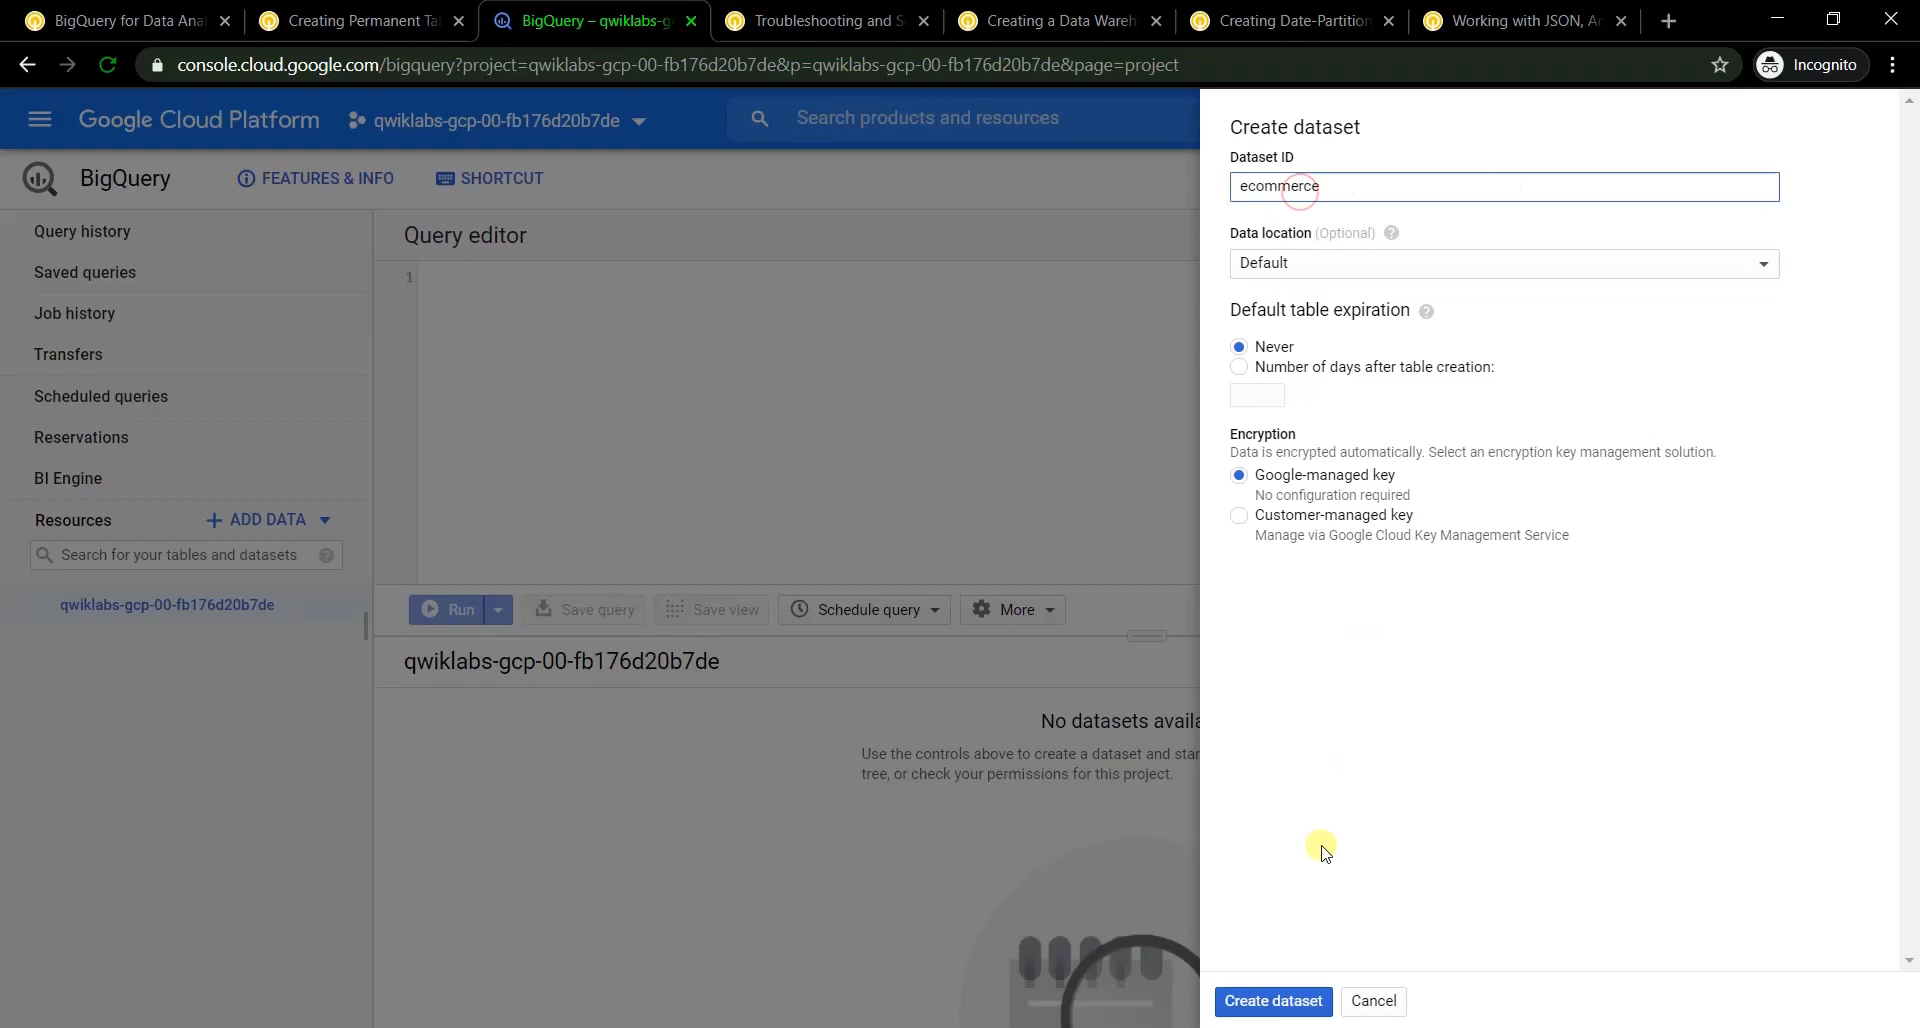 BigQuery for Data Anal
Creating Permanent Ta
BigQuery – qwiklabs-g
Troubleshooting and S
Creating a Data Wareh
Creating Date-Partition
Working with JSON, Ar
console.cloud.google.com/bigquery?project=qwiklabs-gcp-00-fb176d20b7de&p=qwiklabs-gcp-00-fb176d20b7de&page=project
Incognito
Google Cloud Platform
qwiklabs-gcp-00-fb176d20b7de
Search products and resources
BigQuery
FEATURES & INFO
SHORTCUT
Query history
Saved queries
Job history
Transfers
Scheduled queries
Reservations
BI Engine
Resources
ADD DATA
Search for your tables and datasets
qwiklabs-gcp-00-fb176d20b7de
Query editor
1
Run
Save query
Save view
Schedule query
More
qwiklabs-gcp-00-fb176d20b7de
No datasets availa
Use the controls above to create a dataset and star
tree, or check your permissions for this project.
Create dataset
Dataset ID
ecommerce
Data location (Optional)
Default
Default table expiration
Never
Number of days after table creation:
Encryption
Data is encrypted automatically. Select an encryption key management solution.
Google-managed key
No configuration required
Customer-managed key
Manage via Google Cloud Key Management Service
Create dataset
Cancel